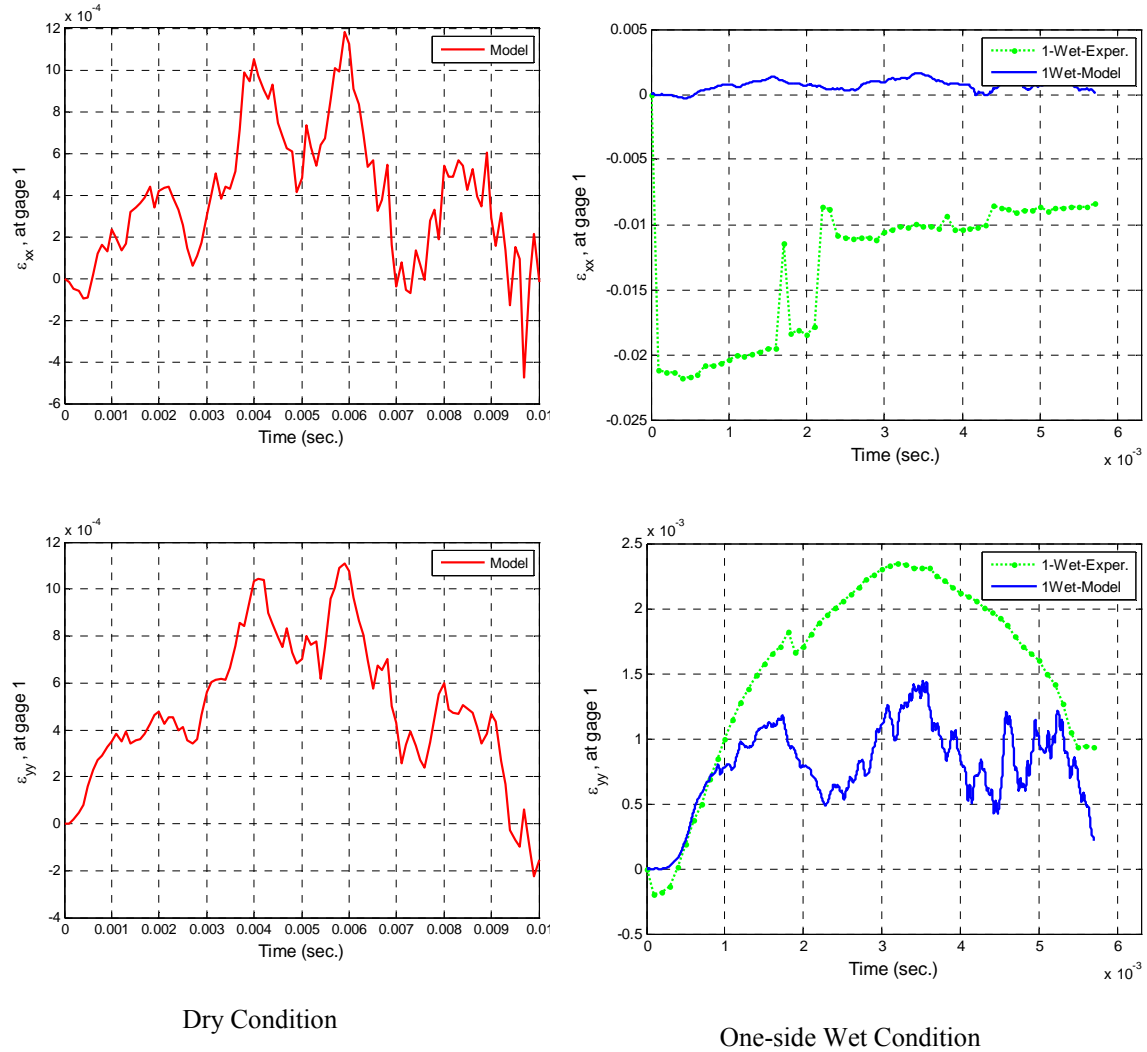 x 10-4
12
10
8
6
4
2
0
-2
-4
-6
0 0.001 0.002 0.003 0.004 0.005 0.006 0.007 0.008 0.009 0.01
Time (sec.)
εxx , at gage 1
Model
0.005
0
-0.005
-0.01
-0.015
-0.02
-0.025
0 1 2 3 4 5 6
x 10-3
Time (sec.)
εxx , at gage 1
1-Wet-Exper.
1Wet-Model
x 10-4
12
10
8
6
4
2
0
-2
-4
0 0.001 0.002 0.003 0.004 0.005 0.006 0.007 0.008 0.009 0.01
Time (sec.)
εyy , at gage 1
Model
x 10-3
2.5
2
1.5
1
0.5
0
-0.5
0 1 2 3 4 5 6
x 10-3
Time (sec.)
εyy , at gage 1
1-Wet-Exper.
1Wet-Model
Dry Condition
One-side Wet Condition